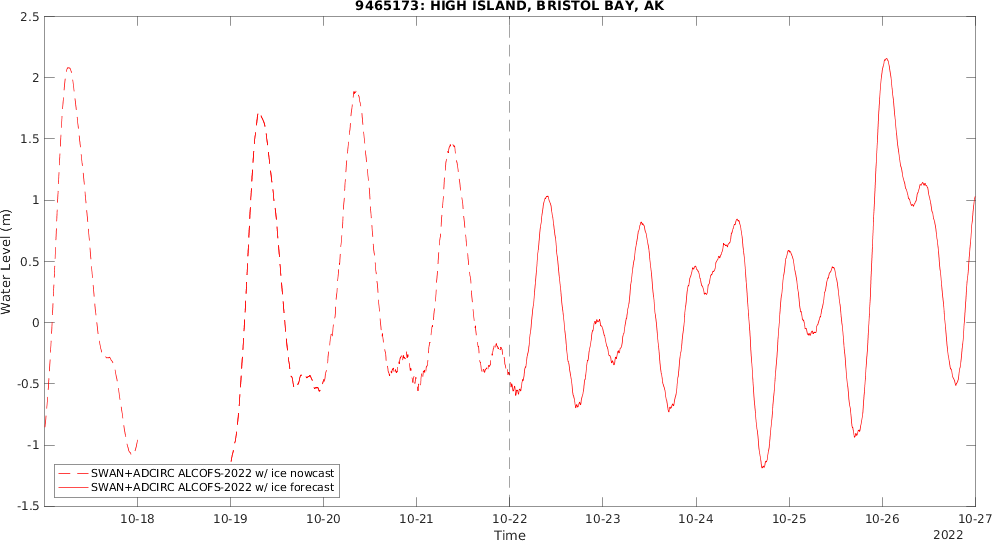 9465173: HIGH ISLAND, BRISTOL BAY, AK
Water Level (m)
2.5
2
1.5
1
0.5
0
-0.5
-1
-1.5
SWAN+ADCIRC ALCOFS-2022 w/ ice nowcast
SWAN+ADCIRC ALCOFS-2022 w/ ice forecast
10-18 10-19 10-20 10-21 10-22 10-23 10-24 10-25 10-26 10-27
Time
2022